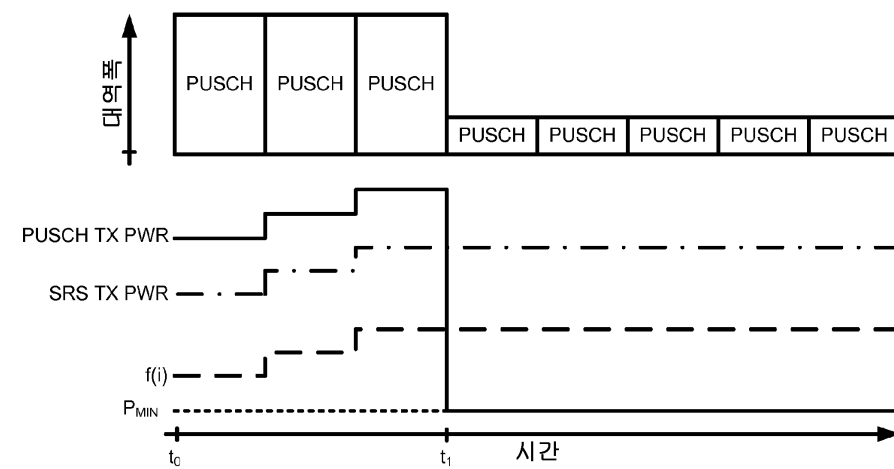 대역폭
PUSCH PUSCH PUSCH
PUSCH PUSCH PUSCH PUSCH PUSCH
PUSCH TX PWR
SRS TX PWR
f(i)
PMIN
t0 t1 시간